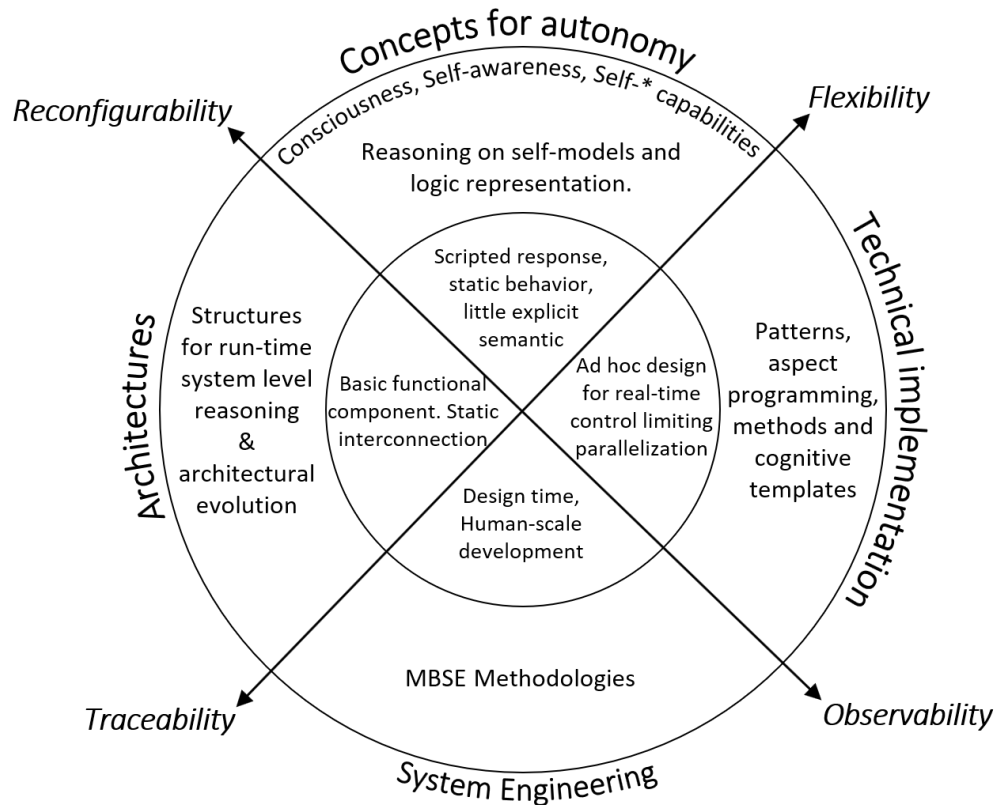 Concepts for autonomy
Consciousness, Self-awareness, Self-* capabilities
Reconfigurability
Flexibility
Reasoning on self-models and
logic representation.
Scripted response,
static behavior,
little explicit
semantic
Architectures
Structures
for run-time
system level
reasoning
&
architectural
evolution
Basic functional
component. Static
interconnection
Ad hoc design
for real-time
control limiting
parallelization
Patterns,
aspect
programming,
methods and
cognitive
templates
Technical implementation
Design time,
Human-scale
development
MBSE Methodologies
Traceability
Observability
System Engineering